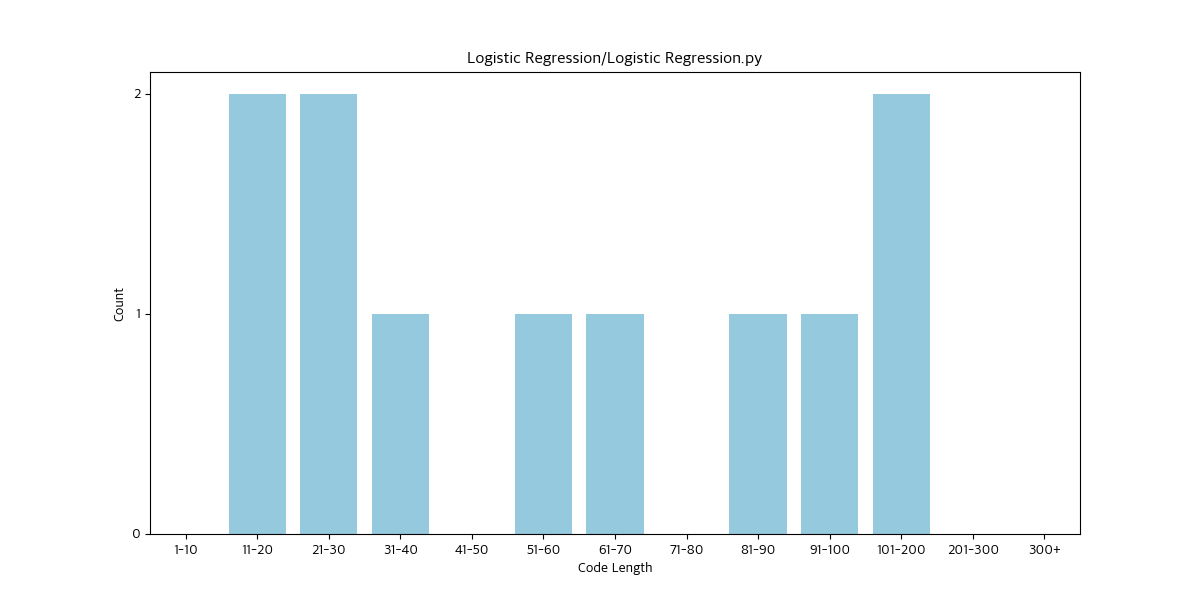 Logistic Regression/Logistic Regression.py
Count
2
1
0
1-10 11-20 21-30 31-40 41-50 51-60 61-70 71-80 81-90 91-100 101-200 201-300 300+
Code Length